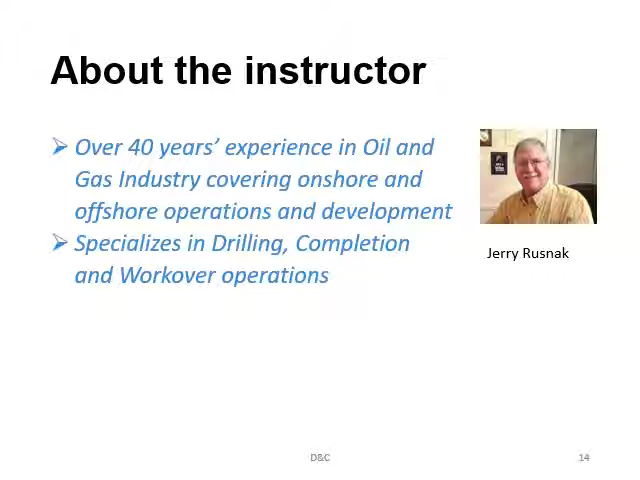 About the instructor
➢ Over 40 years’ experience in Oil and
Gas Industry covering onshore and
offshore operations and development
➢ Specializes in Drilling, Completion
and Workover operations
Jerry Rusnak
D&C
14